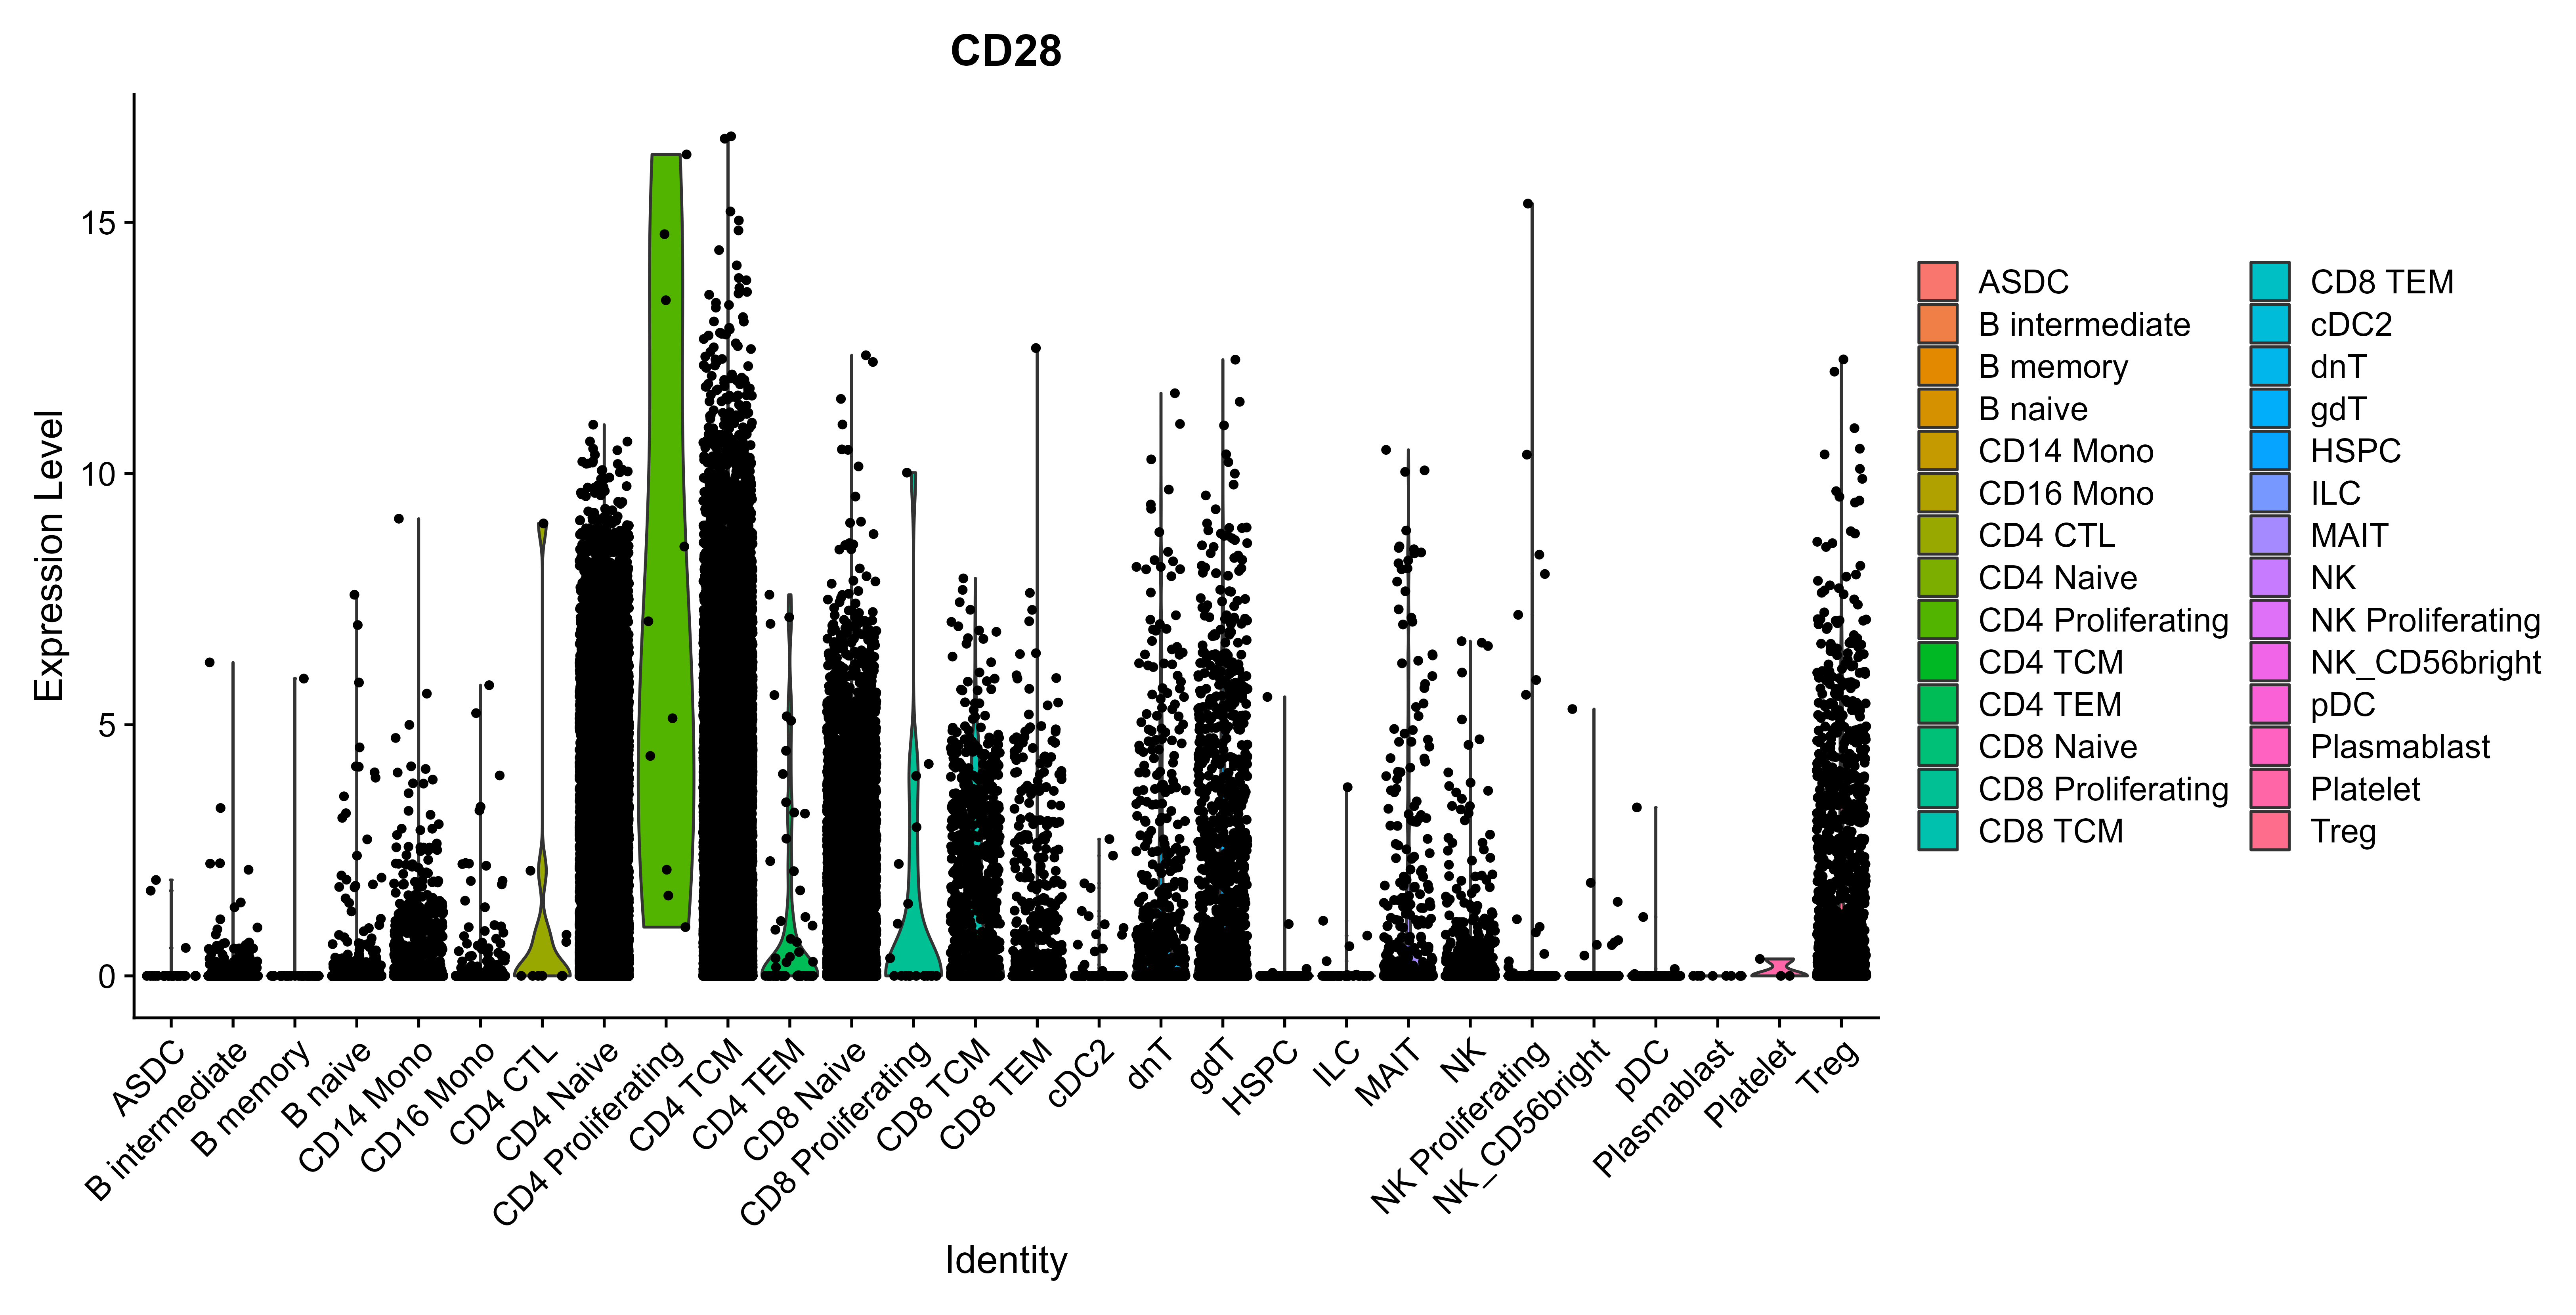 CD28
Expression Level
15
10
5
0
ASDC
B intermediate
B memory
B naive
CD14 Mono
CD16 Mono
CD4 CTL
CD4 Naive
CD4 Proliferating
CD4 TCM
CD4 TEM
CD8 Naive
CD8 Proliferating
CD8 TCM
CD8 TEM
cDC2
dnT
gdT
HSPC
ILC
MAIT
NK
NK Proliferating
NK_CD56bright
pDC
Plasmablast
Platelet
Treg
Identity
ASDC
B intermediate
B memory
B naive
CD14 Mono
CD16 Mono
CD4 CTL
CD4 Naive
CD4 Proliferating
CD4 TCM
CD4 TEM
CD8 Naive
CD8 Proliferating
CD8 TCM
CD8 TEM
cDC2
dnT
gdT
HSPC
ILC
MAIT
NK
NK Proliferating
NK_CD56bright
pDC
Plasmablast
Platelet
Treg